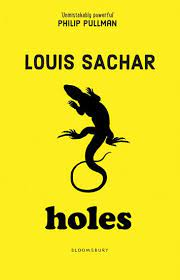 'Unmistakably powerful'
PHILIP PULLMAN
LOUIS SACHAR
holes
BLOOMSBURY